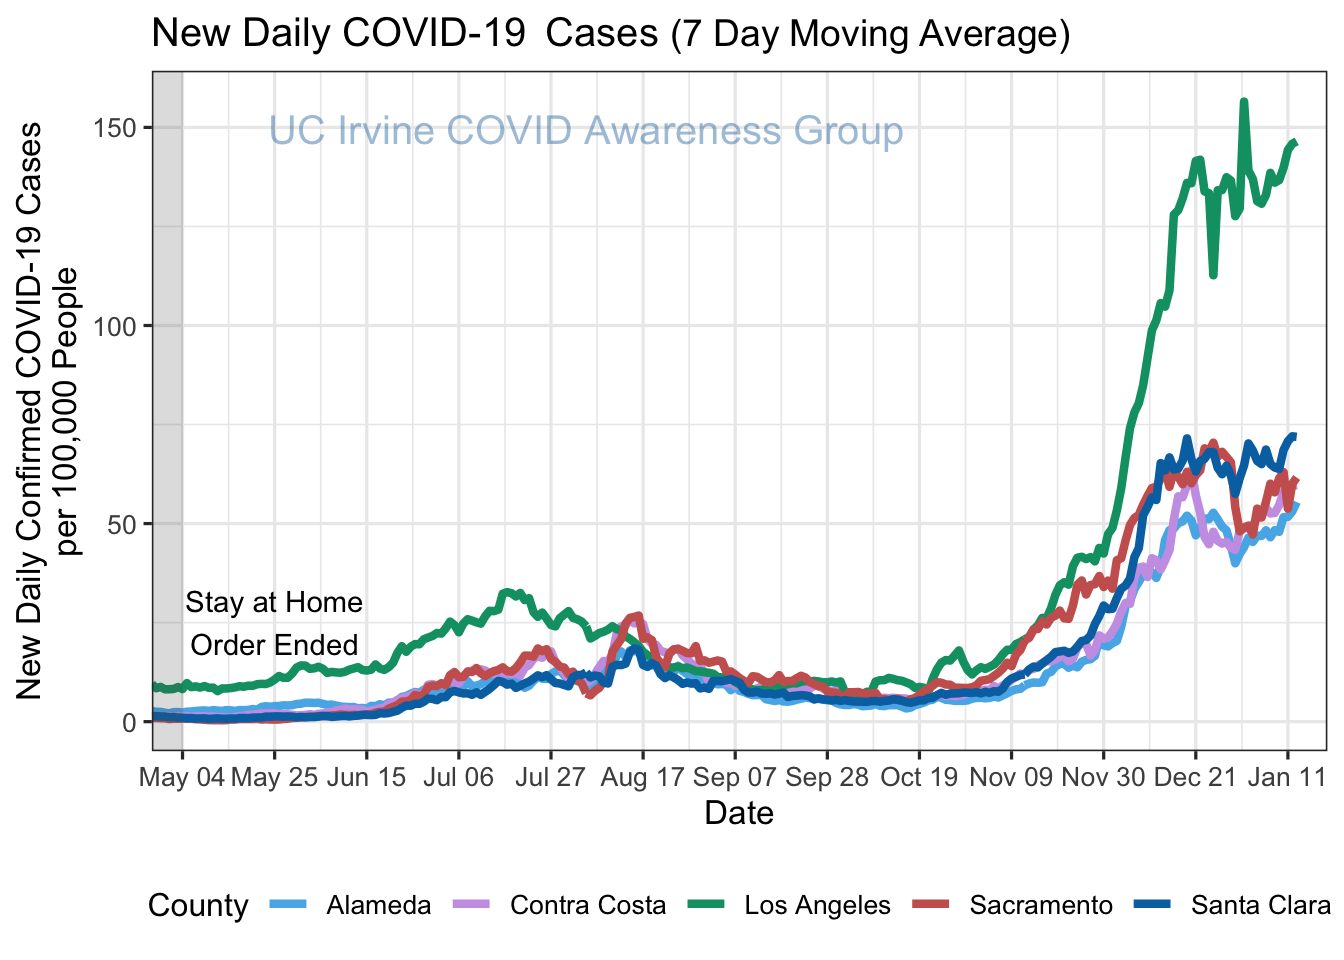 New Daily COVID-19 Cases (7 Day Moving Average)
UC Irvine COVID Awareness Group
New Daily Confirmed COVID-19 Cases
per 100,000 People
150
100
50
0
Stay at Home
Order Ended
May 04 May 25 Jun 15 Jul 06 Jul 27 Aug 17 Sep 07 Sep 28 Oct 19 Nov 09 Nov 30 Dec 21 Jan 11
Date
County Alameda Contra Costa Los Angeles Sacramento Santa Clara